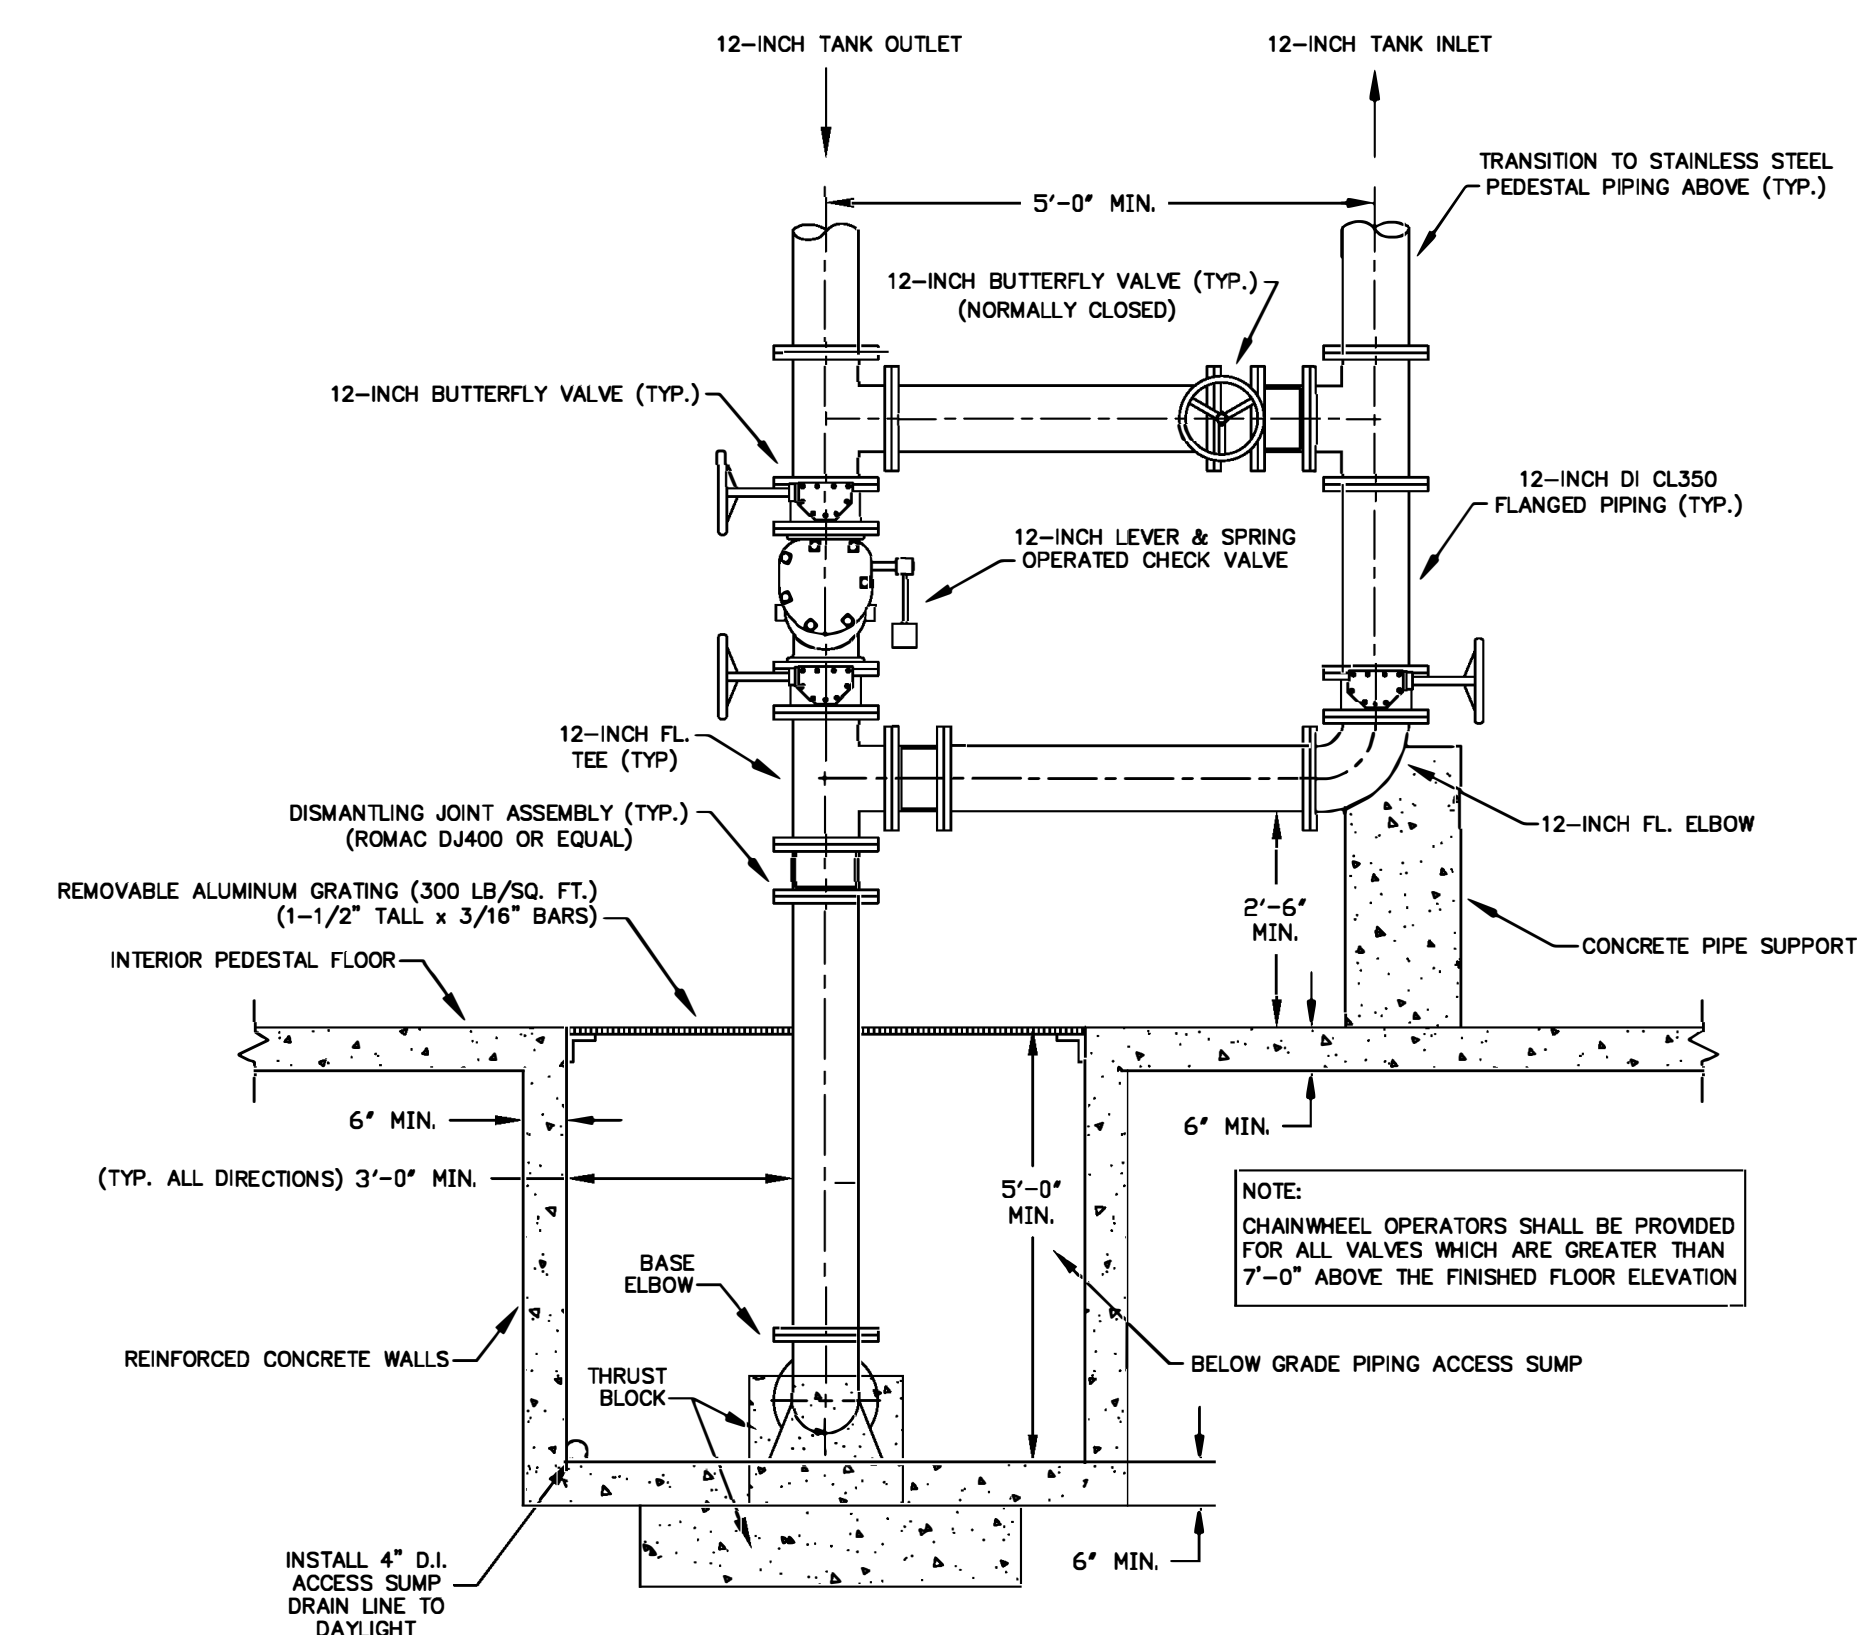 12-INCH TANK OUTLET
12-INCH TANK INLET
TRANSITION TO STAINLESS STEEL
PEDESTAL PIPING ABOVE (TYP.)
5'-0" MIN.
12-INCH BUTTERFLY VALVE (TYP.)
(NORMALLY CLOSED)
12-INCH BUTTERFLY VALVE (TYP.)
12-INCH DI CL350
FLANGED PIPING (TYP.)
12-INCH LEVER & SPRING
OPERATED CHECK VALVE
12-INCH FL.
TEE (TYP)
DISMANTLING JOINT ASSEMBLY (TYP.)
(ROMAC DJ400 OR EQUAL)
12-INCH FL. ELBOW
REMOVABLE ALUMINUM GRATING (300 LB/SQ. FT.)
(1-1/2" TALL x 3/16" BARS)
2'-6"
MIN.
CONCRETE PIPE SUPPORT
INTERIOR PEDESTAL FLOOR
6" MIN.
6" MIN.
(TYP. ALL DIRECTIONS) 3'-0" MIN.
5'-0"
MIN.
NOTE:
CHAINWHEEL OPERATORS SHALL BE PROVIDED
FOR ALL VALVES WHICH ARE GREATER THAN
7'-0" ABOVE THE FINISHED FLOOR ELEVATION
BASE
ELBOW
REINFORCED CONCRETE WALLS
BELOW GRADE PIPING ACCESS SUMP
THRUST
BLOCK
6" MIN.
INSTALL 4" D.I.
ACCESS SUMP
DRAIN LINE TO
DAYLIGHT